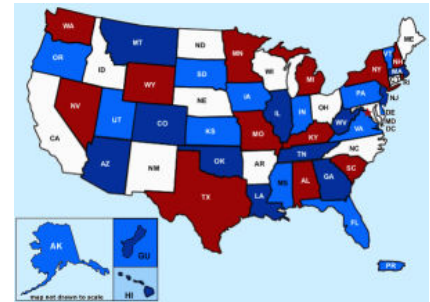 WA
MT
ND
MN
ME
VT
NH
OR
ID
SD
WI
MI
NY
MA
RI
WY
IA
PA
NJ
NE
NV
UT
CO
IL
IN
OH
DE
MD
DC
WV
VA
KS
MO
KY
CA
NC
TN
AZ
NM
OK
AR
SC
MS
AL
GA
TX
LA
FL
AK
GU
HI
PR
map not drawn to scale